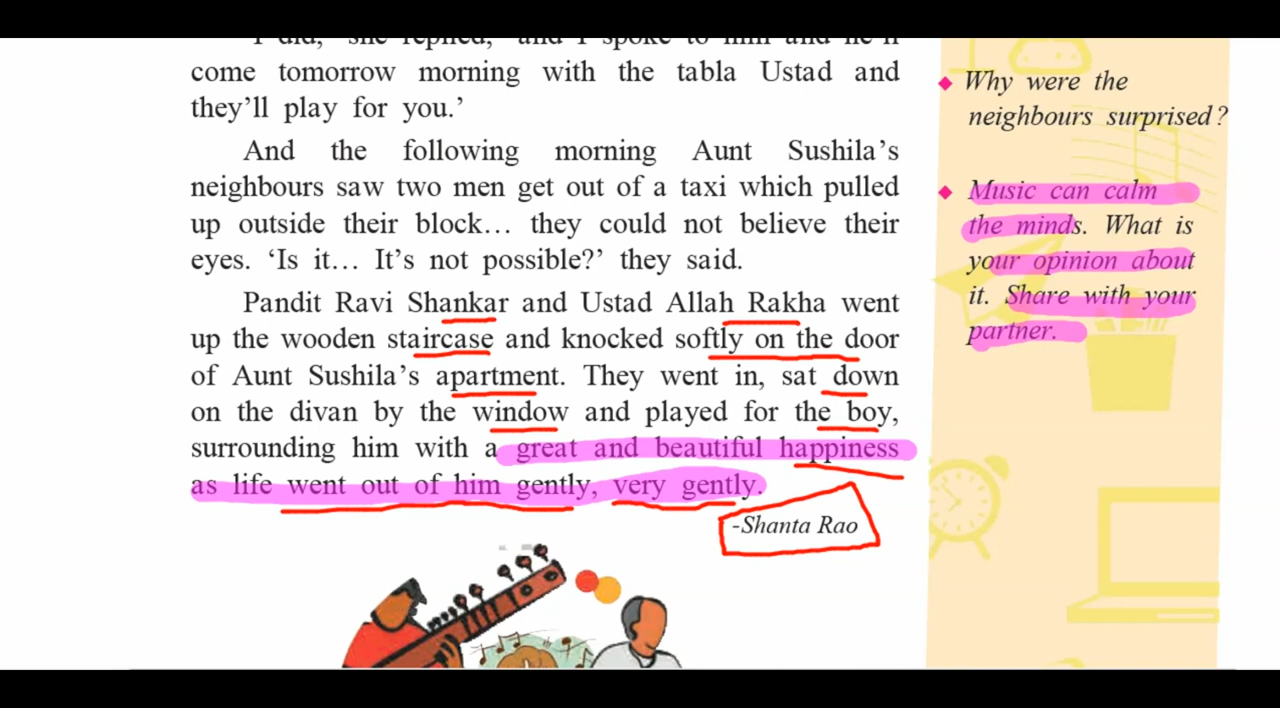 come tomorrow morning with the tabla Ustad and
they'll play for you.'
And the following morning Aunt Sushila's
neighbours saw two men get out of a taxi which pulled
up outside their block... they could not believe their
eyes. 'Is it... It's not possible?' they said.
Pandit Ravi Shankar and Ustad Allah Rakha went
up the wooden staircase and knocked softly on the door
of Aunt Sushila's apartment. They went in, sat down
on the divan by the window and played for the boy,
surrounding him with a great and beautiful happiness
as life went out of him gently, very gently.
-Shanta Rao
Why were the
neighbours surprised?
Music can calm
the minds. What is
your opinion about
it. Share with your
partner.